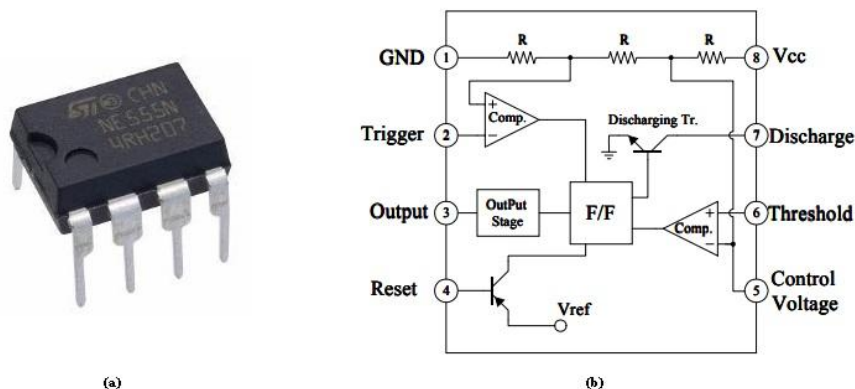 ST CHN
NE555N
4RH207
(a)
GND 1 R R R 8 Vcc
+
Comp.
-
Trigger 2
Discharging Tr.
7 Discharge
Output 3
OutPut
Stage
F/F
+
Comp.
-
6 Threshold
Reset 4
Vref
5 Control
Voltage
(b)